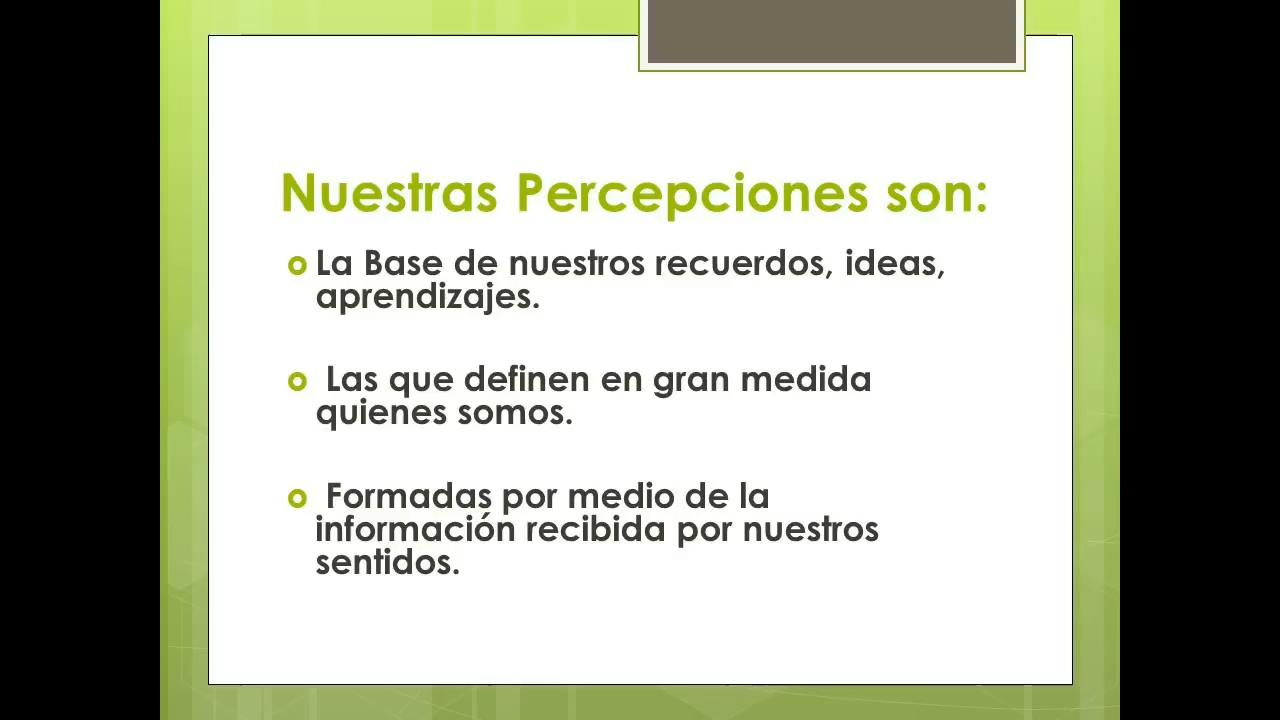 Nuestras Percepciones son:
La Base de nuestros recuerdos, ideas,
aprendizajes.
Las que definen en gran medida
quienes somos.
Formadas por medio de la
información recibida por nuestros
sentidos.